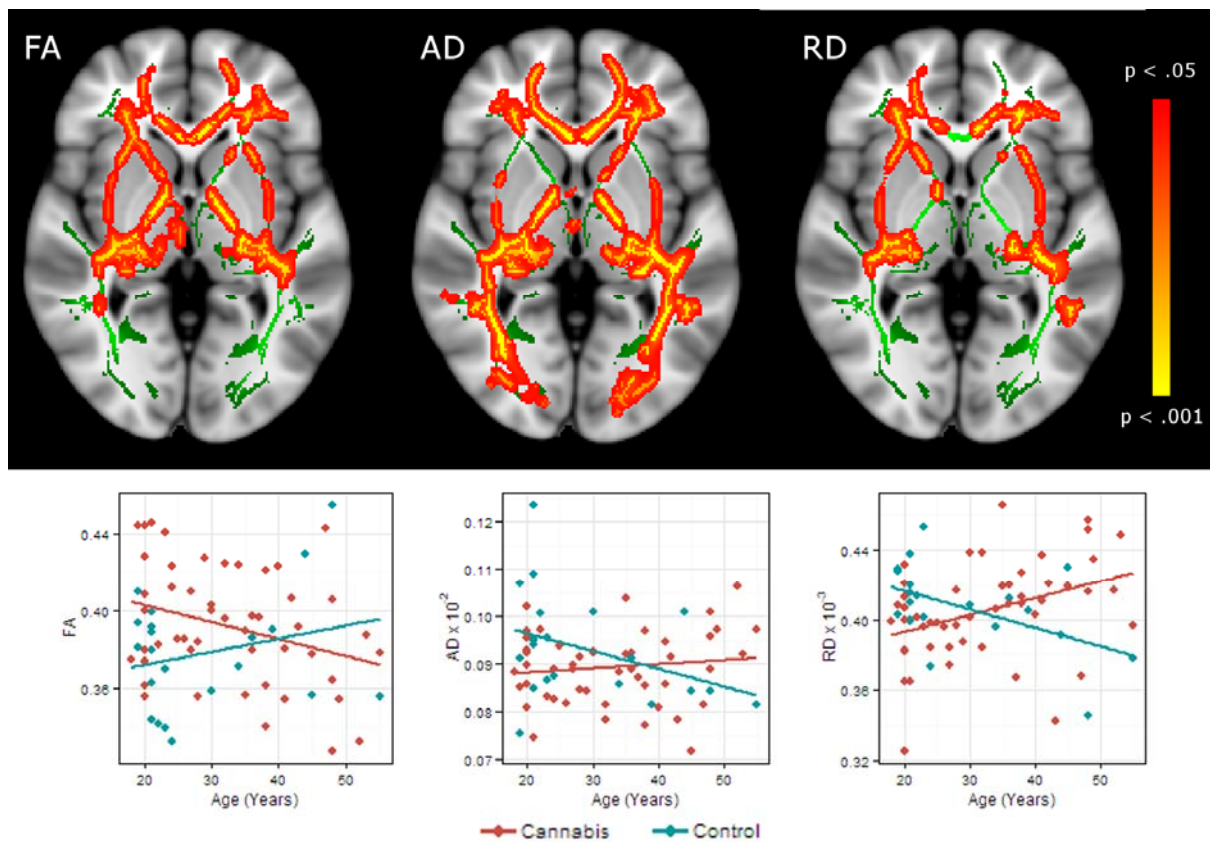 FA AD RD
p < .05
p < .001
0.44
0.40
0.38
FA
20 30 40 50
Age (Years)
0.12
0.11
0.10
0.09
0.08
0.07
AD x 10⁻²
20 30 40 50
Age (Years)
0.44
0.40
0.36
0.32
RD x 10⁻³
20 30 40 50
Age (Years)
Cannabis Control